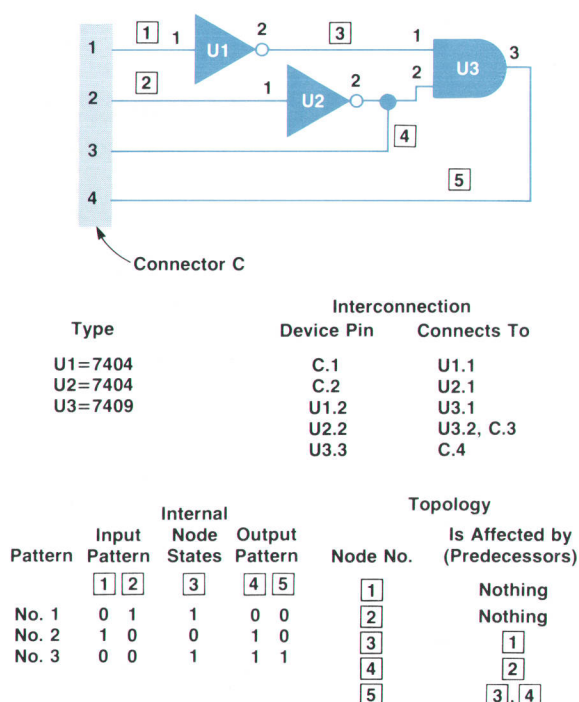 1 1 1 2 3 1
U1
3
U3
2 2 1 2 2
U2
3
4
4
5
Connector C
Interconnection
Type Device Pin Connects To
U1=7404 C.1 U1.1
U2=7404 C.2 U2.1
U3=7409 U1.2 U3.1
U2.2 U3.2, C.3
U3.3 C.4
Topology
Internal
Input Node Output Is Affected by
Pattern Pattern States Pattern Node No. (Predecessors)
1 2 3 4 5 1 Nothing
No. 1 0 1 1 0 0 2 Nothing
No. 2 1 0 0 1 0 3 1
No. 3 0 0 1 1 1 4 2
5 3, 4